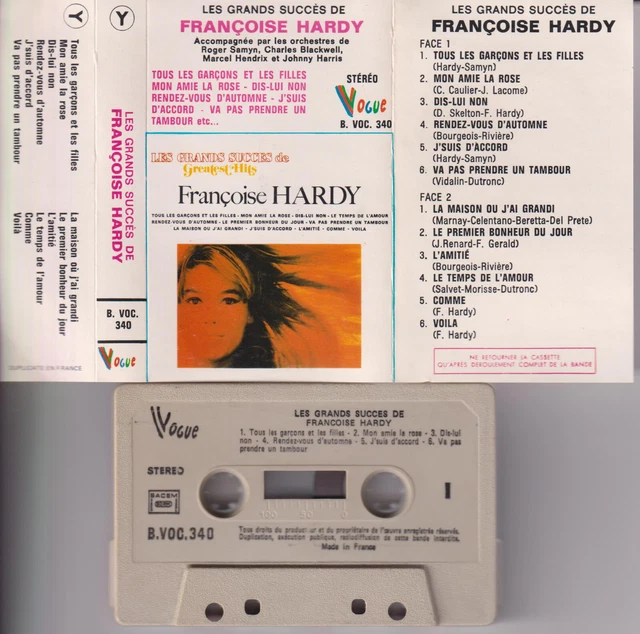 Y
Tous les garçons et les filles
Mon amie la rose
Dis-lui non
Rendez-vous d'automne
J'suis d'accord
Va pas prendre un tambour
La maison où j'ai grandi
Le premier bonheur du jour
L'amitié
Le temps de l'amour
Comme
Voilà
DUPLICATE EN FRANCE
Y
LES GRANDS SUCCÈS DE
FRANÇOISE HARDY
B. VOC.
340
VOGUE
LES GRANDS SUCCÈS DE
FRANÇOISE HARDY
Accompagnée par les orchestres de
Roger Samyn, Charles Blackwell,
Marcel Hendrix et Johnny Harris
TOUS LES GARÇONS ET LES FILLES
MON AMIE LA ROSE - DIS-LUI NON
RENDEZ-VOUS D'AUTOMNE - J'SUIS
D'ACCORD - VA PAS PRENDRE UN
TAMBOUR etc...
STÉRÉO
VOGUE
B. VOC. 340
LES GRANDS SUCCES de
Greatest Hits
Françoise HARDY
TOUS LES GARÇONS ET LES FILLES - MON AMIE LA ROSE - DIS-LUI NON - LE TEMPS DE L'AMOUR
RENDEZ-VOUS D'AUTOMNE - LE PREMIER BONHEUR DU JOUR - VA PAS PRENDRE UN TAMBOUR
LA MAISON OU J'AI GRANDI - J'SUIS D'ACCORD - L'AMITIÉ - COMME - VOILA
LES GRANDS SUCCÈS DE
FRANÇOISE HARDY
FACE 1
1. TOUS LES GARÇONS ET LES FILLES
(Hardy-Samyn)
2. MON AMIE LA ROSE
(C. Caulier-J. Lacome)
3. DIS-LUI NON
(D. Skelton-F. Hardy)
4. RENDEZ-VOUS D'AUTOMNE
(Bourgeois-Rivière)
5. J'SUIS D'ACCORD
(Hardy-Samyn)
6. VA PAS PRENDRE UN TAMBOUR
(Vidalin-Dutronc)
FACE 2
1. LA MAISON OU J'AI GRANDI
(Marnay-Celentano-Beretta-Del Prete)
2. LE PREMIER BONHEUR DU JOUR
(J.Renard-F. Gerald)
3. L'AMITIÉ
(Bourgeois-Rivière)
4. LE TEMPS DE L'AMOUR
(Salvet-Morisse-Dutronc)
5. COMME
(F. Hardy)
6. VOILA
(F. Hardy)
NE RETOURNER LA CASSETTE
QU'APRÈS DEROULEMENT COMPLET DE LA BANDE
VOGUE
LES GRANDS SUCCES DE
FRANCOISE HARDY
1. Tous les garçons et les filles - 2. Mon amie la rose - 3. Dis-lui
non - 4. Rendez-vous d'automne - 5. J'suis d'accord - 6. Va pas
prendre un tambour
STEREO
SACEM
100 50 0
I
B.VOC.340
Tous droits du producteur et du propriétaire de l'œuvre enregistrée réservés.
Duplication, exécution publique, radiodiffusion de cette bande interdits.
Made in France